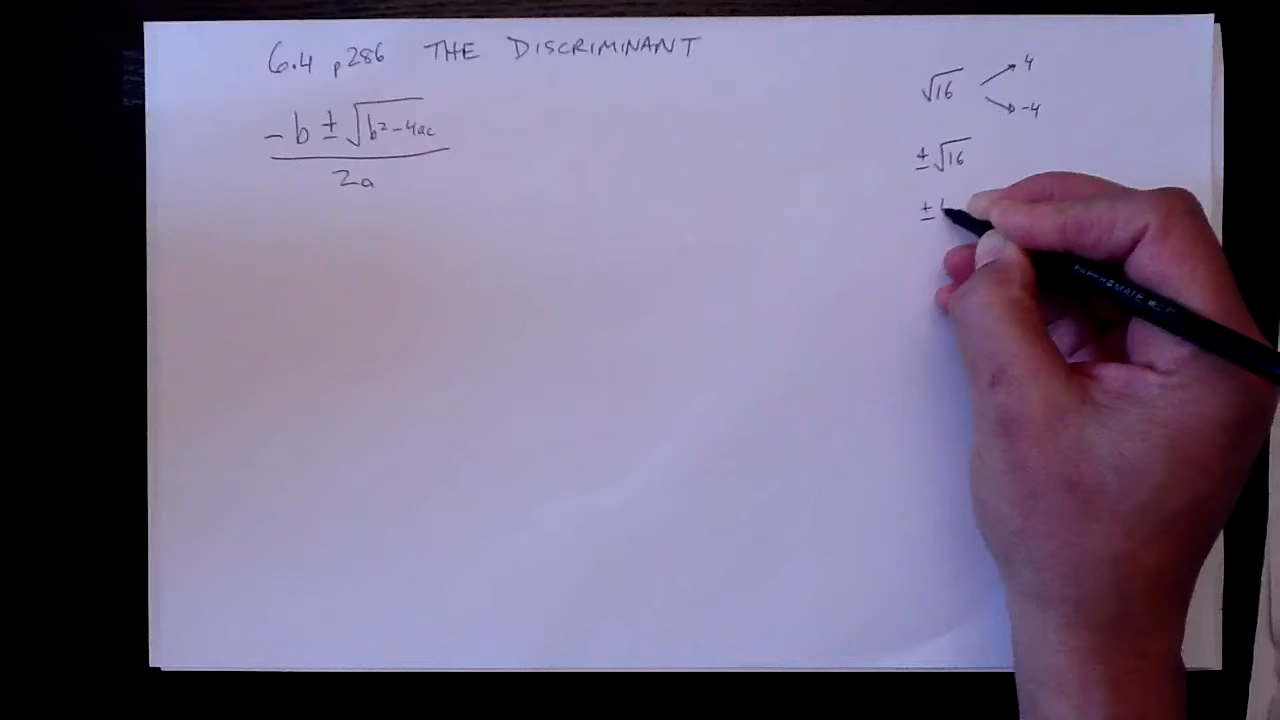 6.4 p286 THE DISCRIMINANT
-b ± √b²-4ac
2a
√16 4
-4
± √16
±